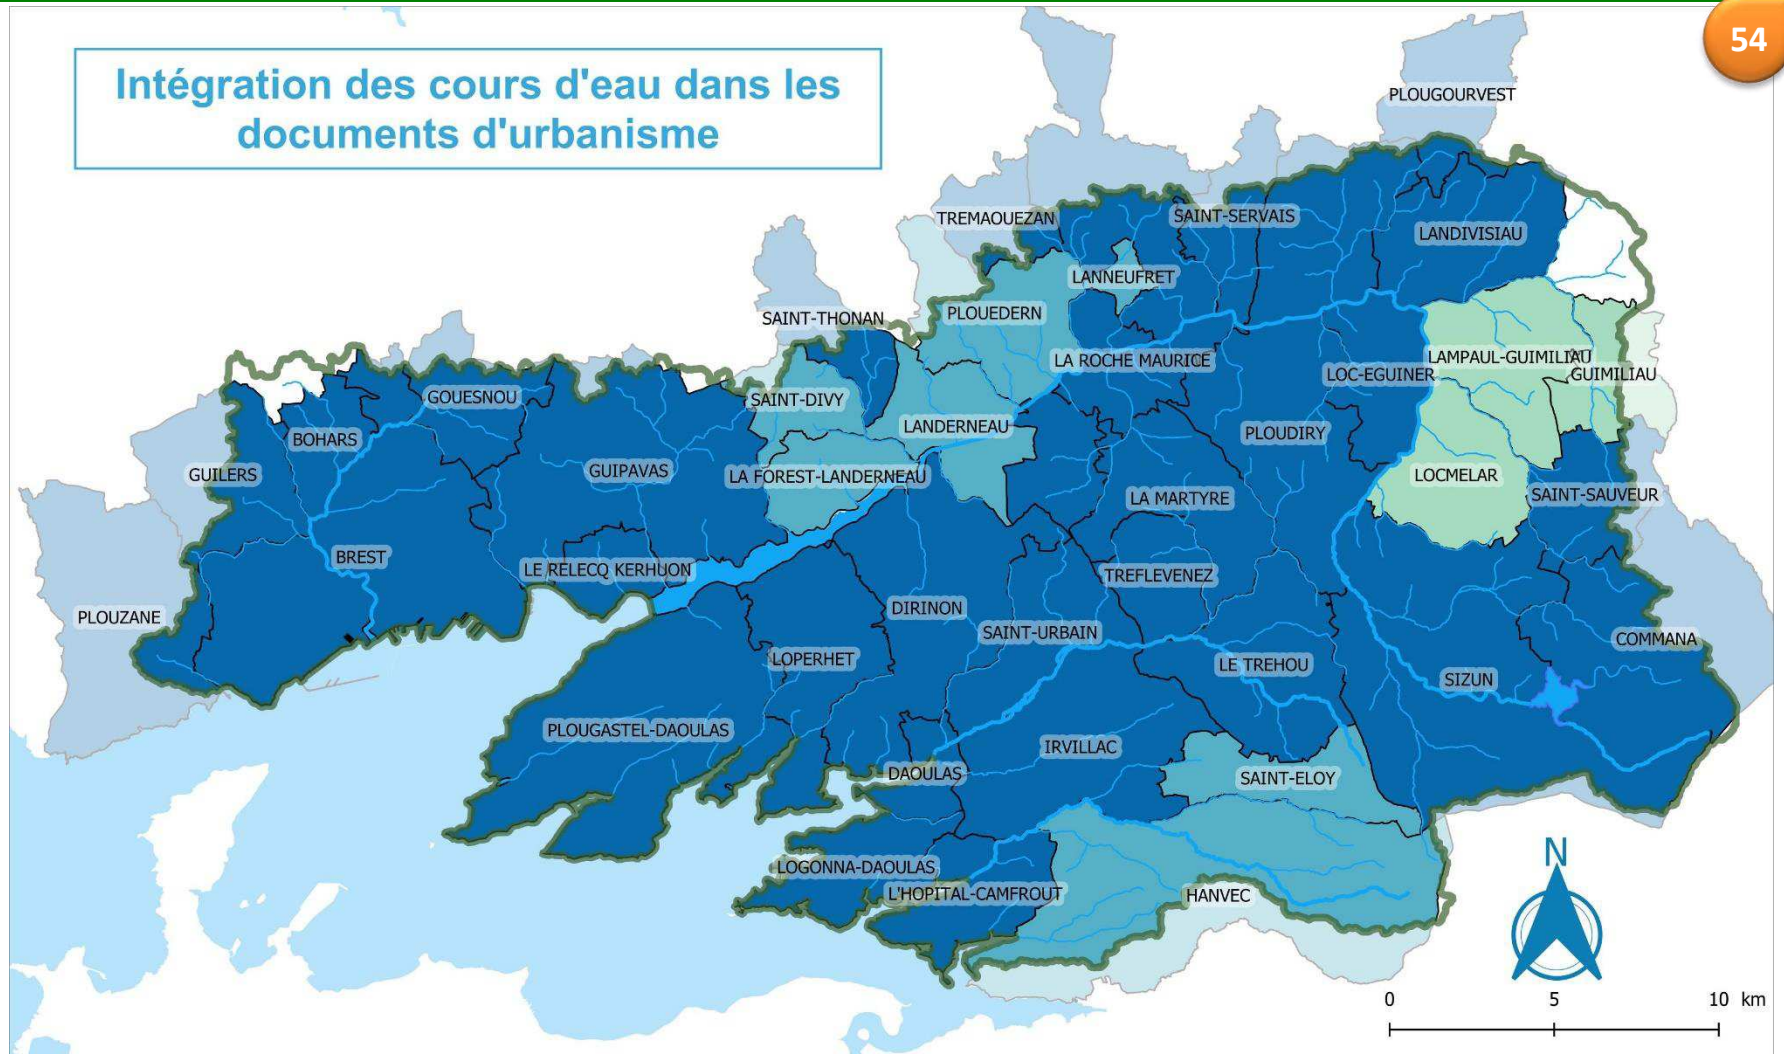 54
Intégration des cours d'eau dans les
documents d'urbanisme
PLOUGOURVEST
TREMAOUEZAN
SAINT-SERVAIS
LANDIVISIAU
LANNEUFRET
SAINT-THONAN
PLOUEDERN
LA ROCHE MAURICE
LAMPAUL-GUIMILIAU
LOC-EGUINER
GUIMILIAU
GOUESNOU
SAINT-DIVY
BOHARS
LANDERNEAU
PLOUDIRY
GUILERS
GUIPAVAS
LA FOREST-LANDERNEAU
LOCMELAR
LA MARTYRE
SAINT-SAUVEUR
BREST
LE RELECQ KERHUON
TREFLEVENEZ
PLOUZANE
DIRINON
SAINT-URBAIN
COMMANA
LOPERHET
LE TREHOU
SIZUN
PLOUGASTEL-DAOULAS
IRVILLAC
DAOULAS
SAINT-ELOY
LOGONNA-DAOULAS
L'HOPITAL-CAMFROUT
HANVEC
N
0 5 10 km